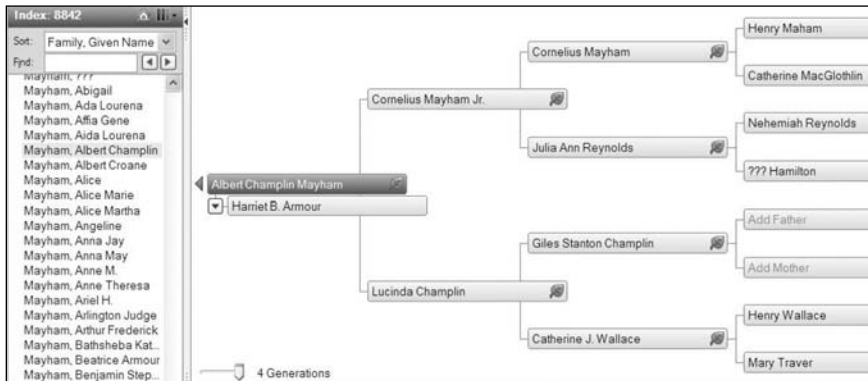 Index: 8842
Sort: Family, Given Name
Find:
Mayham, ???
Mayham, Abigail
Mayham, Ada Lourena
Mayham, Affia Gene
Mayham, Aida Lourena
Mayham, Albert Champlin
Mayham, Albert Croane
Mayham, Alice
Mayham, Alice Marie
Mayham, Alice Martha
Mayham, Angeline
Mayham, Anna Jay
Mayham, Anna May
Mayham, Anne M.
Mayham, Anne Theresa
Mayham, Ariel H.
Mayham, Arlington Judge
Mayham, Arthur Frederick
Mayham, Bathsheba Kat...
Mayham, Beatrice Armour
Mayham, Benjamin Step...
Albert Champlin Mayham
Harriet B. Armour
Cornelius Mayham Jr.
Lucinda Champlin
Cornelius Mayham
Julia Ann Reynolds
Giles Stanton Champlin
Catherine J. Wallace
Henry Maham
Catherine MacGlothlin
Nehemiah Reynolds
??? Hamilton
Add Father
Add Mother
Henry Wallace
Mary Traver
4 Generations